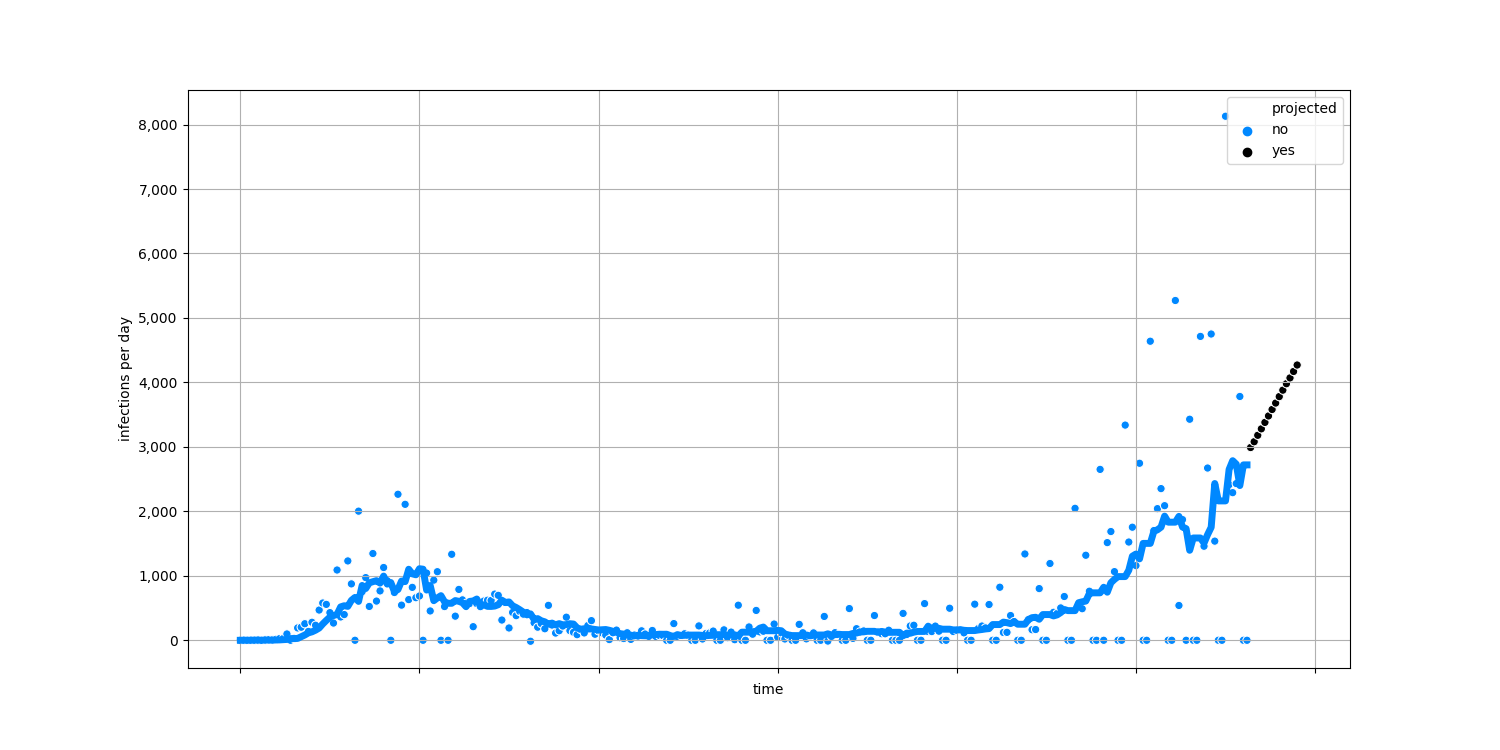 projected
no
yes
8,000
7,000
6,000
5,000
4,000
3,000
2,000
1,000
0
infections per day
time